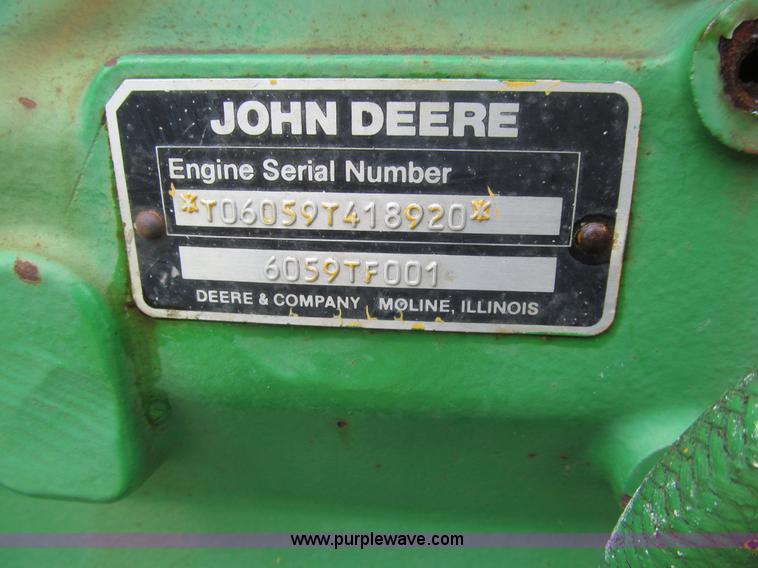 JOHN DEERE
Engine Serial Number
*T06059T418920*
6059TF001
DEERE & COMPANY MOLINE, ILLINOIS
www.purplewave.com